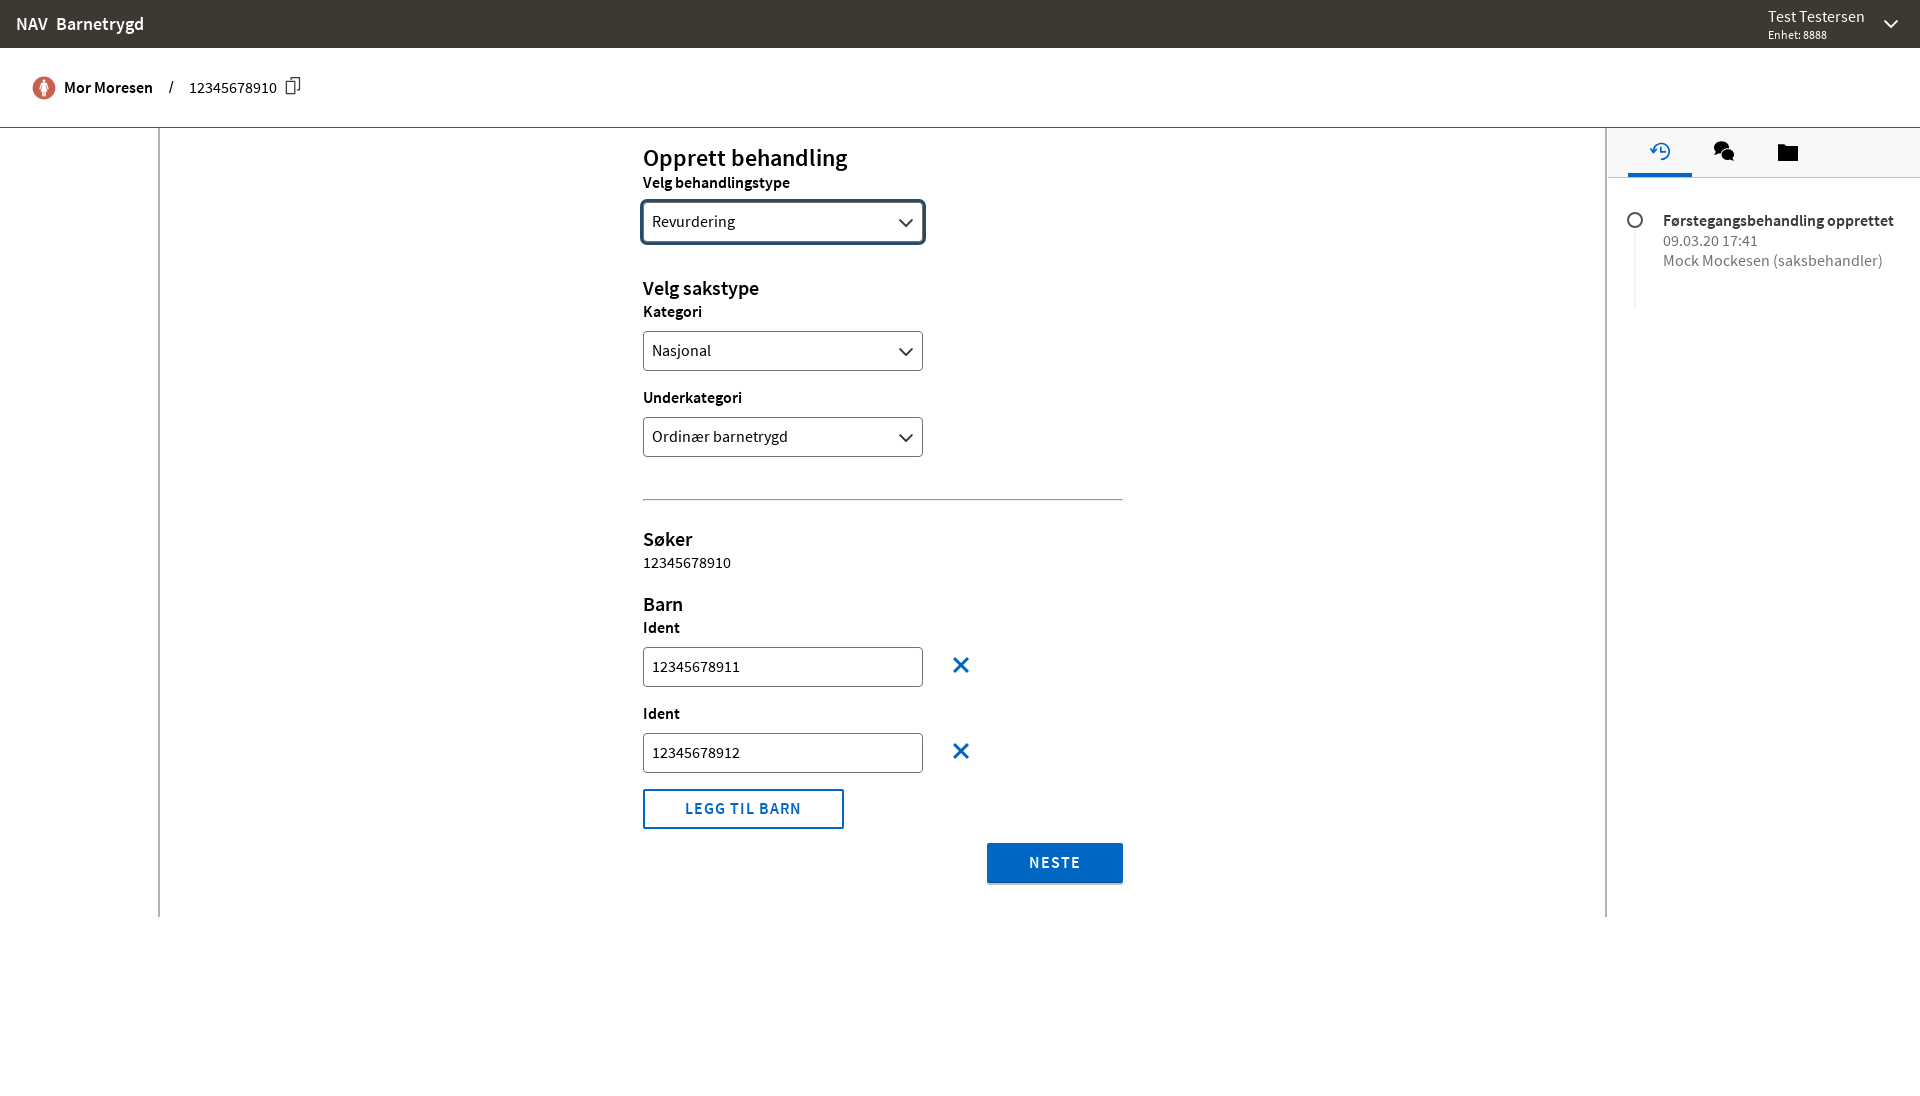 NAV Barnetrygd
Test Testersen
Enhet: 8888
Mor Moresen / 12345678910
Opprett behandling
Velg behandlingstype
Revurdering
Velg sakstype
Kategori
Nasjonal
Underkategori
Ordinær barnetrygd
Søker
12345678910
Barn
Ident
12345678911
Ident
12345678912
LEGG TIL BARN
NESTE
Førstegangsbehandling opprettet
09.03.20 17:41
Mock Mockesen (saksbehandler)